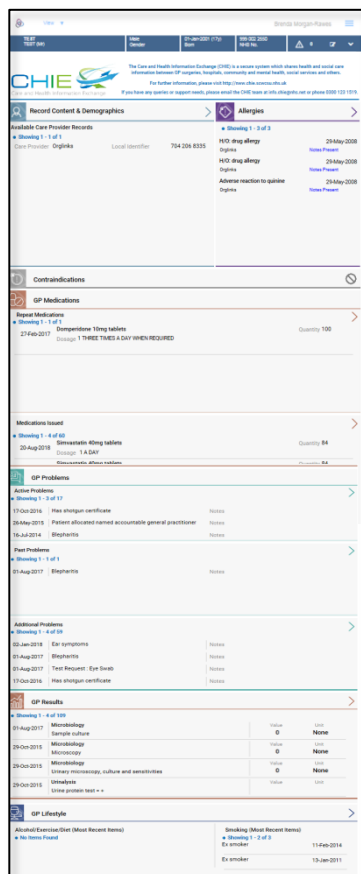 View
Brenda Morgan-Rawes
TEST
TEST (Mr)
Male
Gender
01-Jan-2001 (17y)
Born
NHS No.
CHIE
Care and Health Information Exchange
The Care and Health Information Exchange (CHIE) is a secure system which shares health and social care
information between GP surgeries, hospitals, community and mental health, social services and others.
For further information, please visit http://www.chie.
If you have any queries or support needs, please email the CHIE team at
Record Content & Demographics
Available Care Provider Records
Showing 1 - 1 of 1
Care Provider Orglinks Local Identifier 704 206 8335
Allergies
Showing 1 - 3 of 3
H/O: drug allergy 29-May-2008
Orglinks Notes Present
H/O: drug allergy 29-May-2008
Orglinks Notes Present
Adverse reaction to quinine 29-May-2008
Orglinks Notes Present
Contraindications
GP Medications
Repeat Medications
Showing 1 - 1 of 1
27-Feb-2017 Domperidone 10mg tablets Quantity 100
Dosage 1 THREE TIMES A DAY WHEN REQUIRED
Medications Issued
Showing 1 - 4 of 60
20-Aug-2018 Simvastatin 40mg tablets Quantity 84
Dosage 1 A DAY
Simvastatin 40mg tablets Quantity 84
GP Problems
Active Problems
Showing 1 - 3 of 17
17-Oct-2016 Has shotgun certificate Notes
26-May-2015 Patient allocated named accountable general practitioner Notes
16-Jul-2014 Blepharitis Notes
Past Problems
Showing 1 - 1 of 1
01-Aug-2017 Blepharitis Notes
Additional Problems
Showing 1 - 4 of 59
02-Jan-2018 Ear symptoms Notes
01-Aug-2017 Blepharitis Notes
01-Aug-2017 Test Request : Eye Swab Notes
17-Oct-2016 Has shotgun certificate Notes
GP Results
Showing 1 - 4 of 109
01-Aug-2017 Microbiology Value Unit
Sample culture 0 None
29-Oct-2015 Microbiology Value Unit
Microscopy 0 None
29-Oct-2015 Microbiology Value Unit
Urinary microscopy, culture and sensitivities 0 None
29-Oct-2015 Urinalysis Value Unit
Urine protein test = +
GP Lifestyle
Alcohol/Exercise/Diet (Most Recent Items)
No Items Found
Smoking (Most Recent Items)
Showing 1 - 2 of 3
Ex smoker 11-Feb-2014
Ex smoker 13-Jan-2011